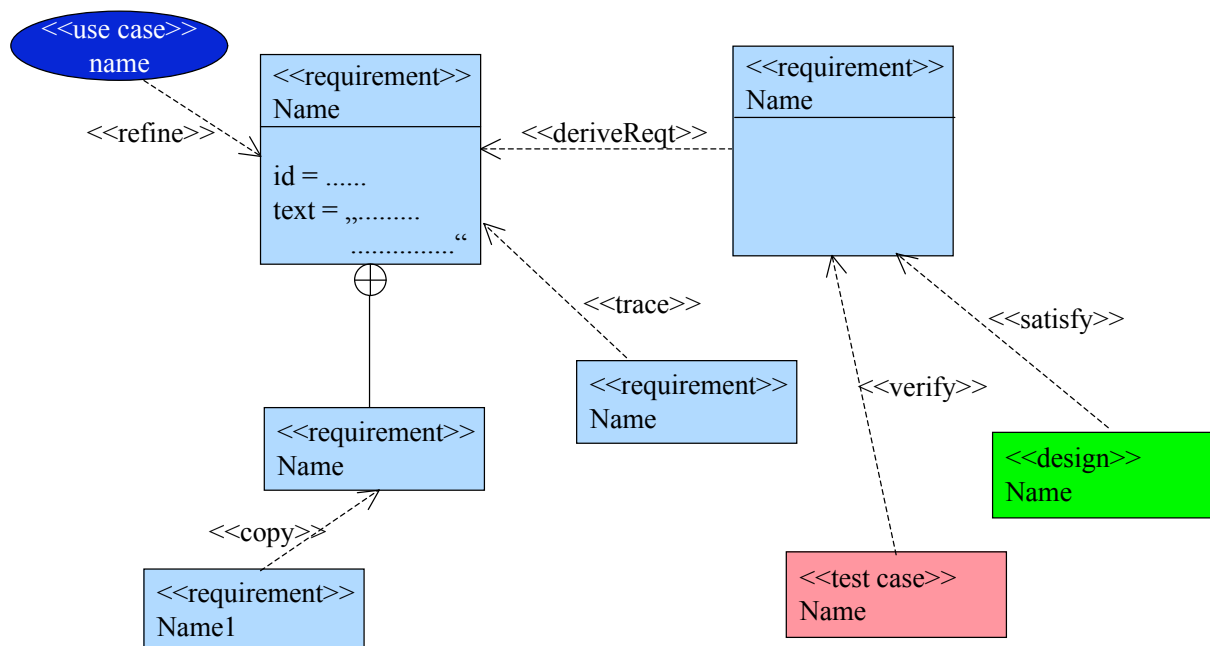 <<use case>>
name
<<requirement>>
Name
<<requirement>>
Name
<<refine>>
<<deriveReqt>>
id = ......
text = „.........
...............“
<<trace>>
<<satisfy>>
<<requirement>>
Name
<<verify>>
<<requirement>>
Name
<<design>>
Name
<<copy>>
<<requirement>>
Name1
<<test case>>
Name